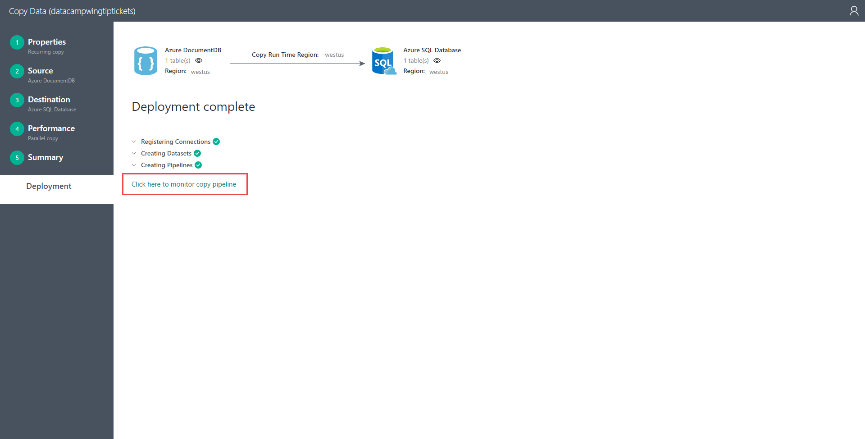 Copy Data (datacampwingtiptickets)
1
Properties
Recurring copy
2
Source
Azure DocumentDB
3
Destination
Azure SQL Database
4
Performance
Parallel copy
5
Summary
Deployment
{ }
Azure DocumentDB
1 table(s)
Region: westus
Copy Run Time Region: westus
SQL
Azure SQL Database
1 table(s)
Region: westus
Deployment complete
Registering Connections
Creating Datasets
Creating Pipelines
Click here to monitor copy pipeline